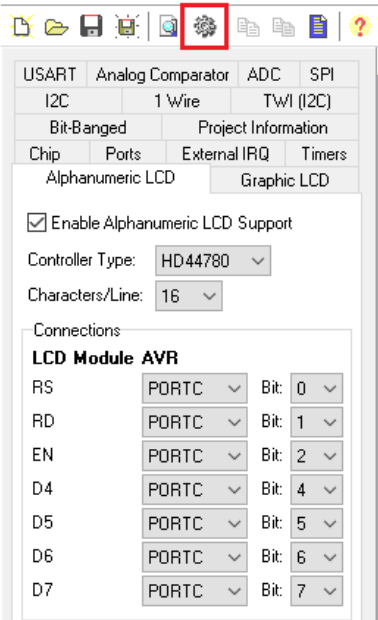 ?
USART Analog Comparator ADC SPI
I2C 1 Wire TWI (I2C)
Bit-Banged Project Information
Chip Ports External IRQ Timers
Alphanumeric LCD Graphic LCD
Enable Alphanumeric LCD Support
Controller Type: HD44780
Characters/Line: 16
Connections
LCD Module AVR
RS PORTC Bit: 0
RD PORTC Bit: 1
EN PORTC Bit: 2
D4 PORTC Bit: 4
D5 PORTC Bit: 5
D6 PORTC Bit: 6
D7 PORTC Bit: 7